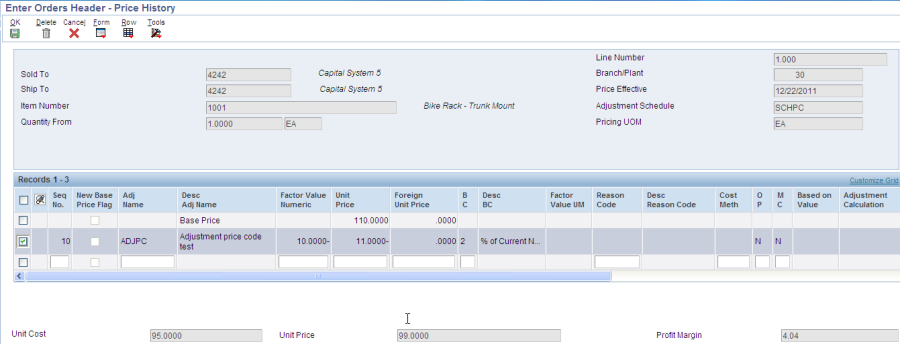 Enter Orders Header - Price History
OK Delete Cancel Form Row Tools
Line Number 1.000
Sold To 4242 Capital System 5 Branch/Plant 30
Ship To 4242 Capital System 5 Price Effective 12/22/2011
Item Number 1001 Bike Rack - Trunk Mount Adjustment Schedule SCHPC
Quantity From 1.0000 EA Pricing UOM EA
Records 1 - 3 Customize Grid
Seq No. New Base Price Flag Adj Name Desc Adj Name Factor Value Numeric Unit Price Foreign Unit Price B C Desc BC Factor Value UM Reason Code Desc Reason Code Cost Meth O P M C Based on Value Adjustment Calculation
Base Price 110.0000 .0000
10 ADJPC Adjustment price code test 10.0000- 11.0000- .0000 2 % of Current N... N N
Unit Cost 95.0000 Unit Price 99.0000 Profit Margin 4.04